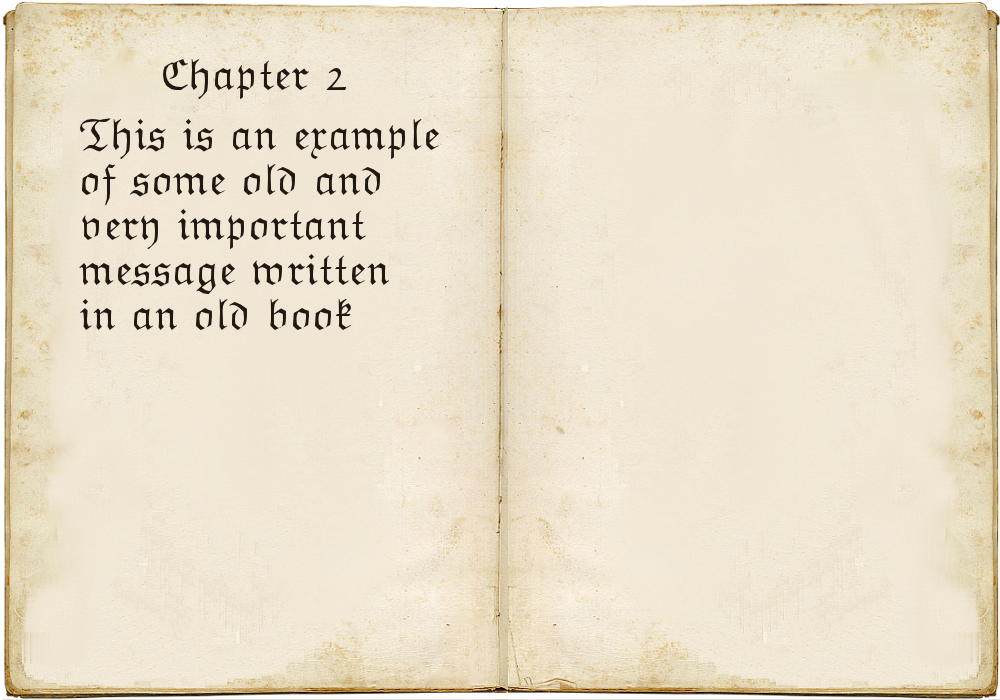 Chapter 2
This is an example
of some old and
very important
message written
in an old book